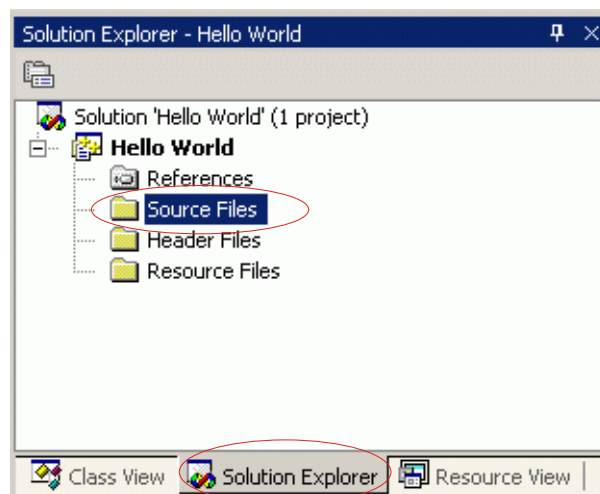 Solution Explorer - Hello World
Solution 'Hello World' (1 project)
Hello World
References
Source Files
Header Files
Resource Files
Class View Solution Explorer Resource View